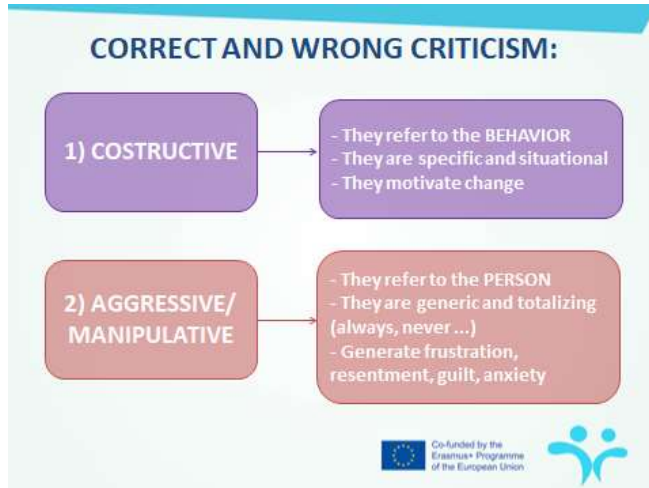 CORRECT AND WRONG CRITICISM:
1) COSTRUCTIVE
- They refer to the BEHAVIOR
- They are specific and situational
- They motivate change
2) AGGRESSIVE/
MANIPULATIVE
- They refer to the PERSON
- They are generic and totalizing
(always, never ...)
- Generate frustration,
resentment, guilt, anxiety
Co-funded by the
Erasmus+ Programme
of the European Union